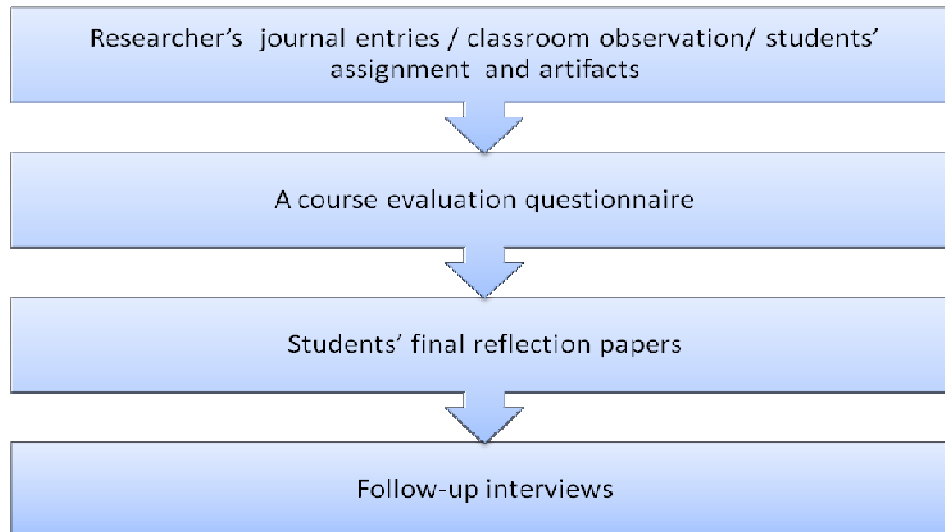 Researcher’s journal entries / classroom observation/ students’
assignment and artifacts
A course evaluation questionnaire
Students’ final reflection papers
Follow-up interviews